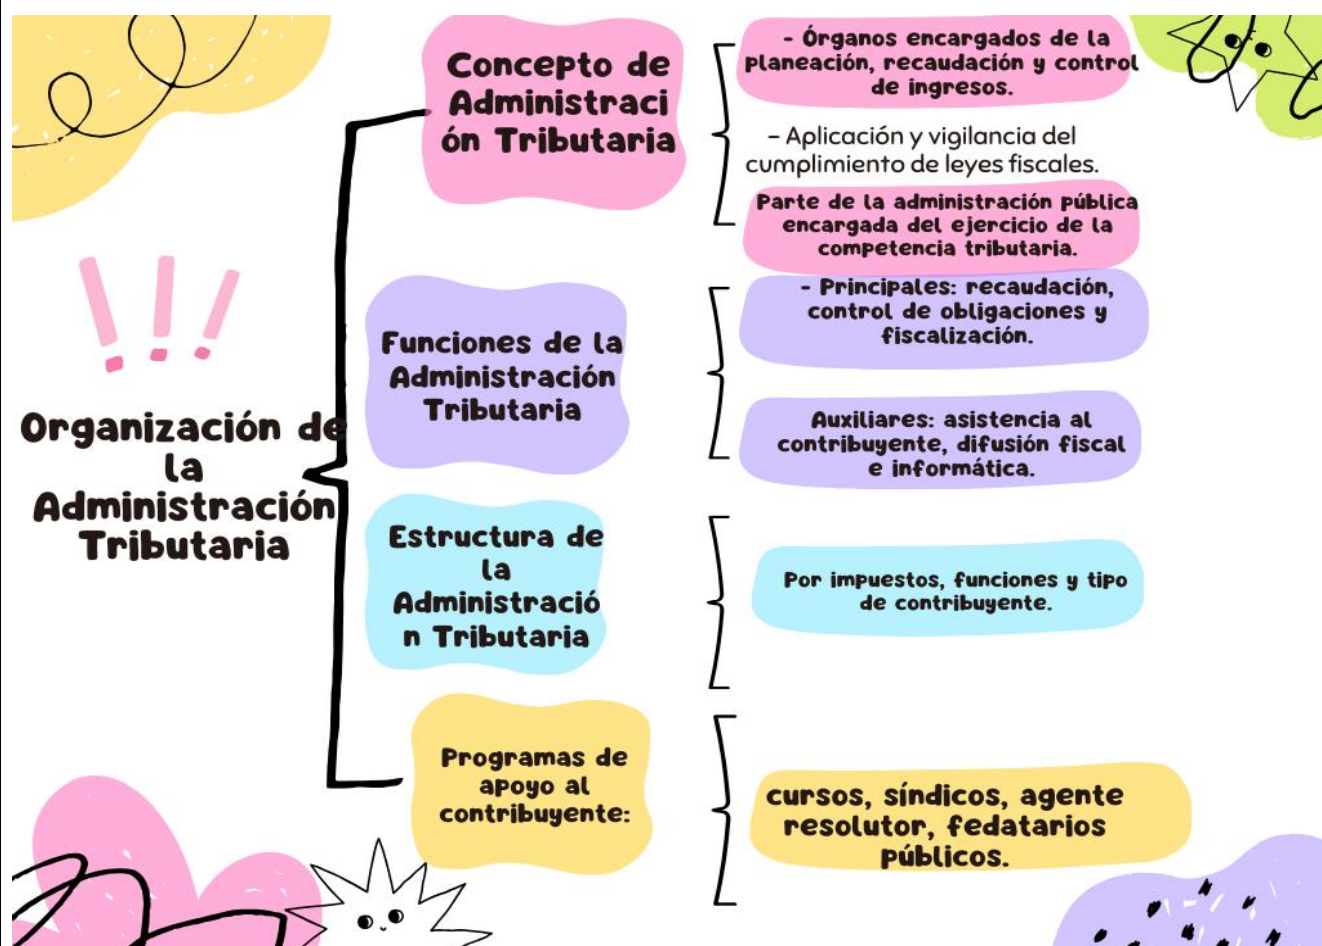 Organización de
la
Administración
Tributaria
Concepto de
Administraci
ón Tributaria
- Órganos encargados de la
planeación, recaudación y control
de ingresos.
– Aplicación y vigilancia del
cumplimiento de leyes fiscales.
Parte de la administración pública
encargada del ejercicio de la
competencia tributaria.
Funciones de la
Administración
Tributaria
- Principales: recaudación,
control de obligaciones y
fiscalización.
Auxiliares: asistencia al
contribuyente, difusión fiscal
e informática.
Estructura de
la
Administració
n Tributaria
Por impuestos, funciones y tipo
de contribuyente.
Programas de
apoyo al
contribuyente:
cursos, síndicos, agente
resolutor, fedatarios
públicos.